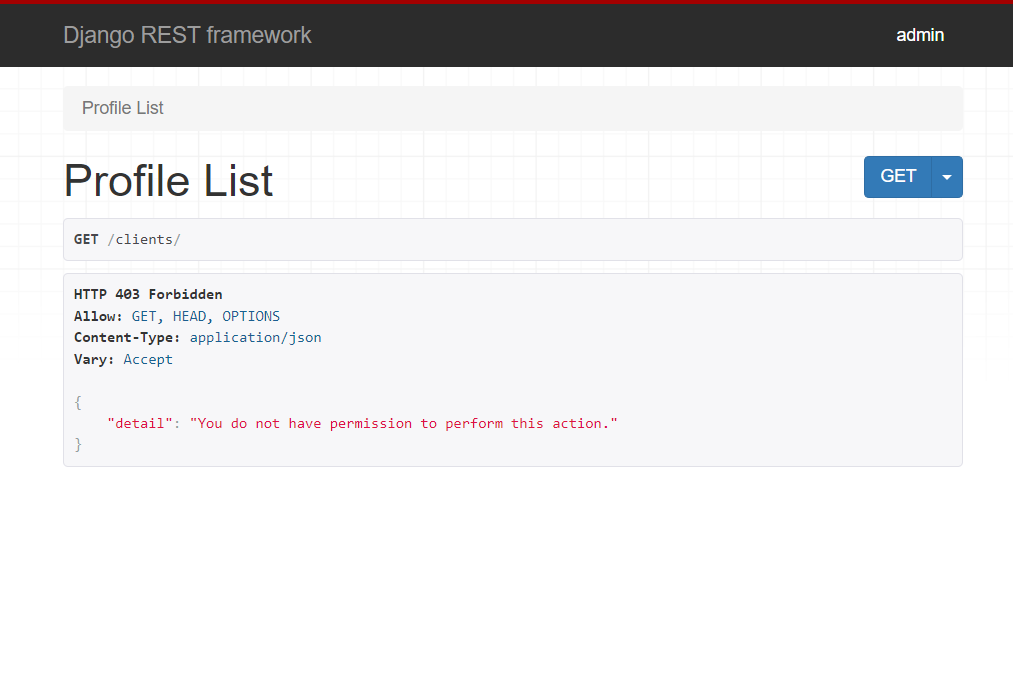 Django REST framework
admin
Profile List
Profile List
GET
GET /clients/
HTTP 403 Forbidden
Allow: GET, HEAD, OPTIONS
Content-Type: application/json
Vary: Accept
{
"detail": "You do not have permission to perform this action."
}